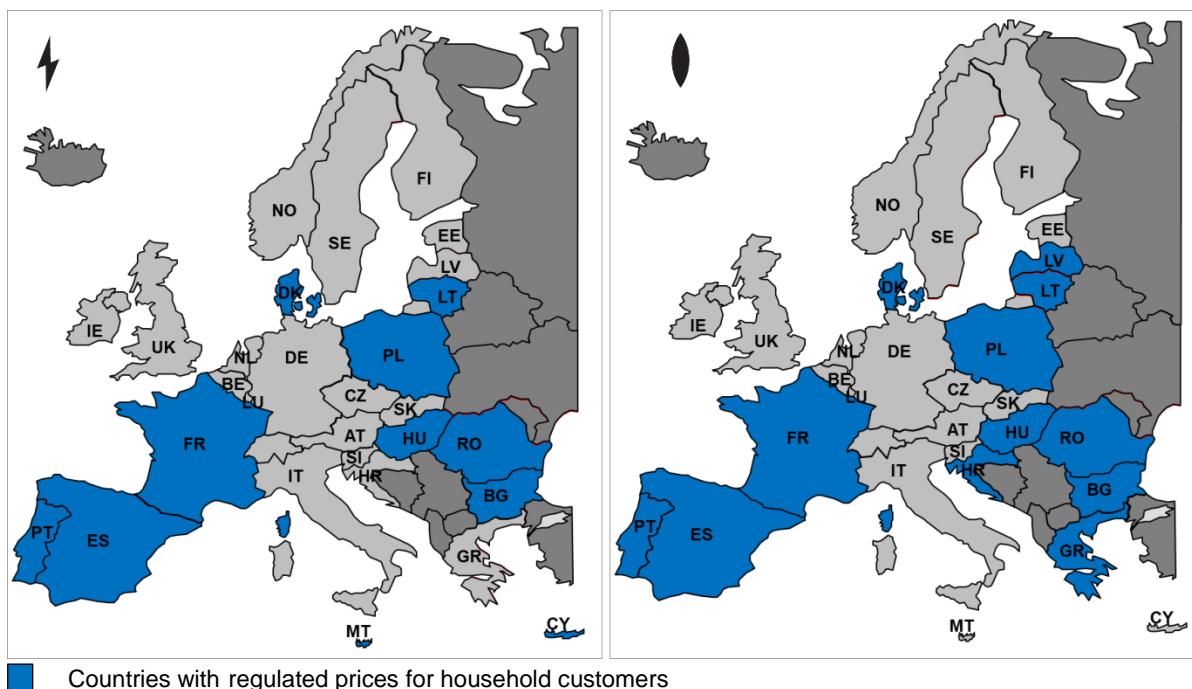 FI
NO
SE
EE
LV
LT
DK
IE
UK
NL
DE
PL
BE
LU
CZ
SK
FR
AT
HU
RO
SI
HR
IT
BG
PT
ES
GR
MT
CY
FI
NO
SE
EE
LV
LT
DK
IE
UK
NL
DE
PL
BE
LU
CZ
SK
FR
AT
HU
RO
SI
HR
IT
BG
PT
ES
GR
MT
CY
Countries with regulated prices for household customers